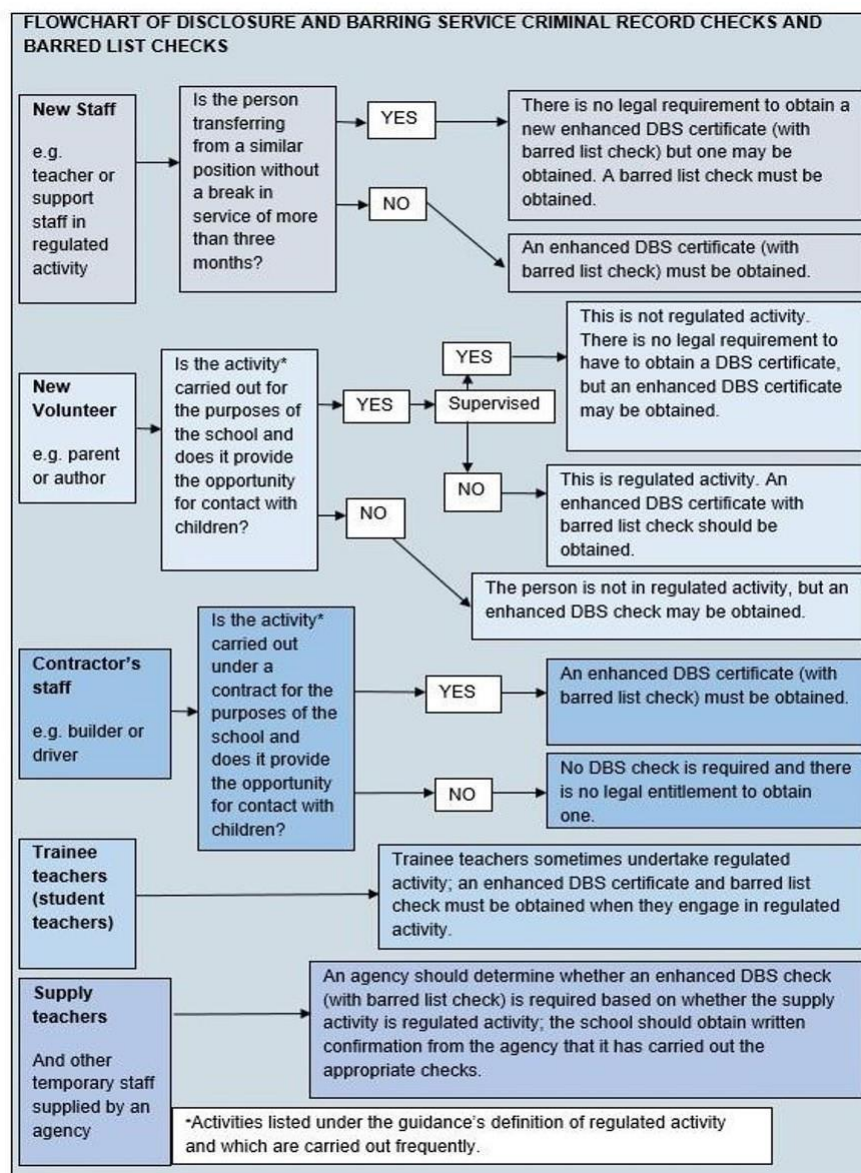 FLOWCHART OF DISCLOSURE AND BARRING SERVICE CRIMINAL RECORD CHECKS AND
BARRED LIST CHECKS
New Staff
e.g.
teacher or
support
staff in
regulated
activity
Is the person
transferring
from a similar
position without
a break in
service of more
than three
months?
YES
There is no legal requirement to obtain a
new enhanced DBS certificate (with
barred list check) but one may be
obtained. A barred list check must be
obtained.
NO
An enhanced DBS certificate (with
barred list check) must be obtained.
New
Volunteer
e.g. parent
or author
Is the activity*
carried out for
the purposes of
the school and
does it provide
the opportunity
for contact with
children?
YES
Supervised
YES
This is not regulated activity.
There is no legal requirement to
have to obtain a DBS certificate,
but an enhanced DBS certificate
may be obtained.
NO
This is regulated activity. An
enhanced DBS certificate with
barred list check should be
obtained.
NO
The person is not in regulated activity, but an
enhanced DBS check may be obtained.
Contractor's
staff
e.g. builder or
driver
Is the activity*
carried out
under a
contract for the
purposes of the
school and
does it provide
the opportunity
for contact with
children?
YES
An enhanced DBS certificate (with
barred list check) must be obtained.
NO
No DBS check is required and there
is no legal entitlement to obtain
one.
Trainee
teachers
(student
teachers)
Trainee teachers sometimes undertake regulated
activity; an enhanced DBS certificate and barred list
check must be obtained when they engage in regulated
activity.
Supply
teachers
And other
temporary staff
supplied by an
agency
An agency should determine whether an enhanced DBS check
(with barred list check) is required based on whether the supply
activity is regulated activity; the school should obtain written
confirmation from the agency that it has carried out the
appropriate checks.
*Activities listed under the guidance's definition of regulated activity
and which are carried out frequently.